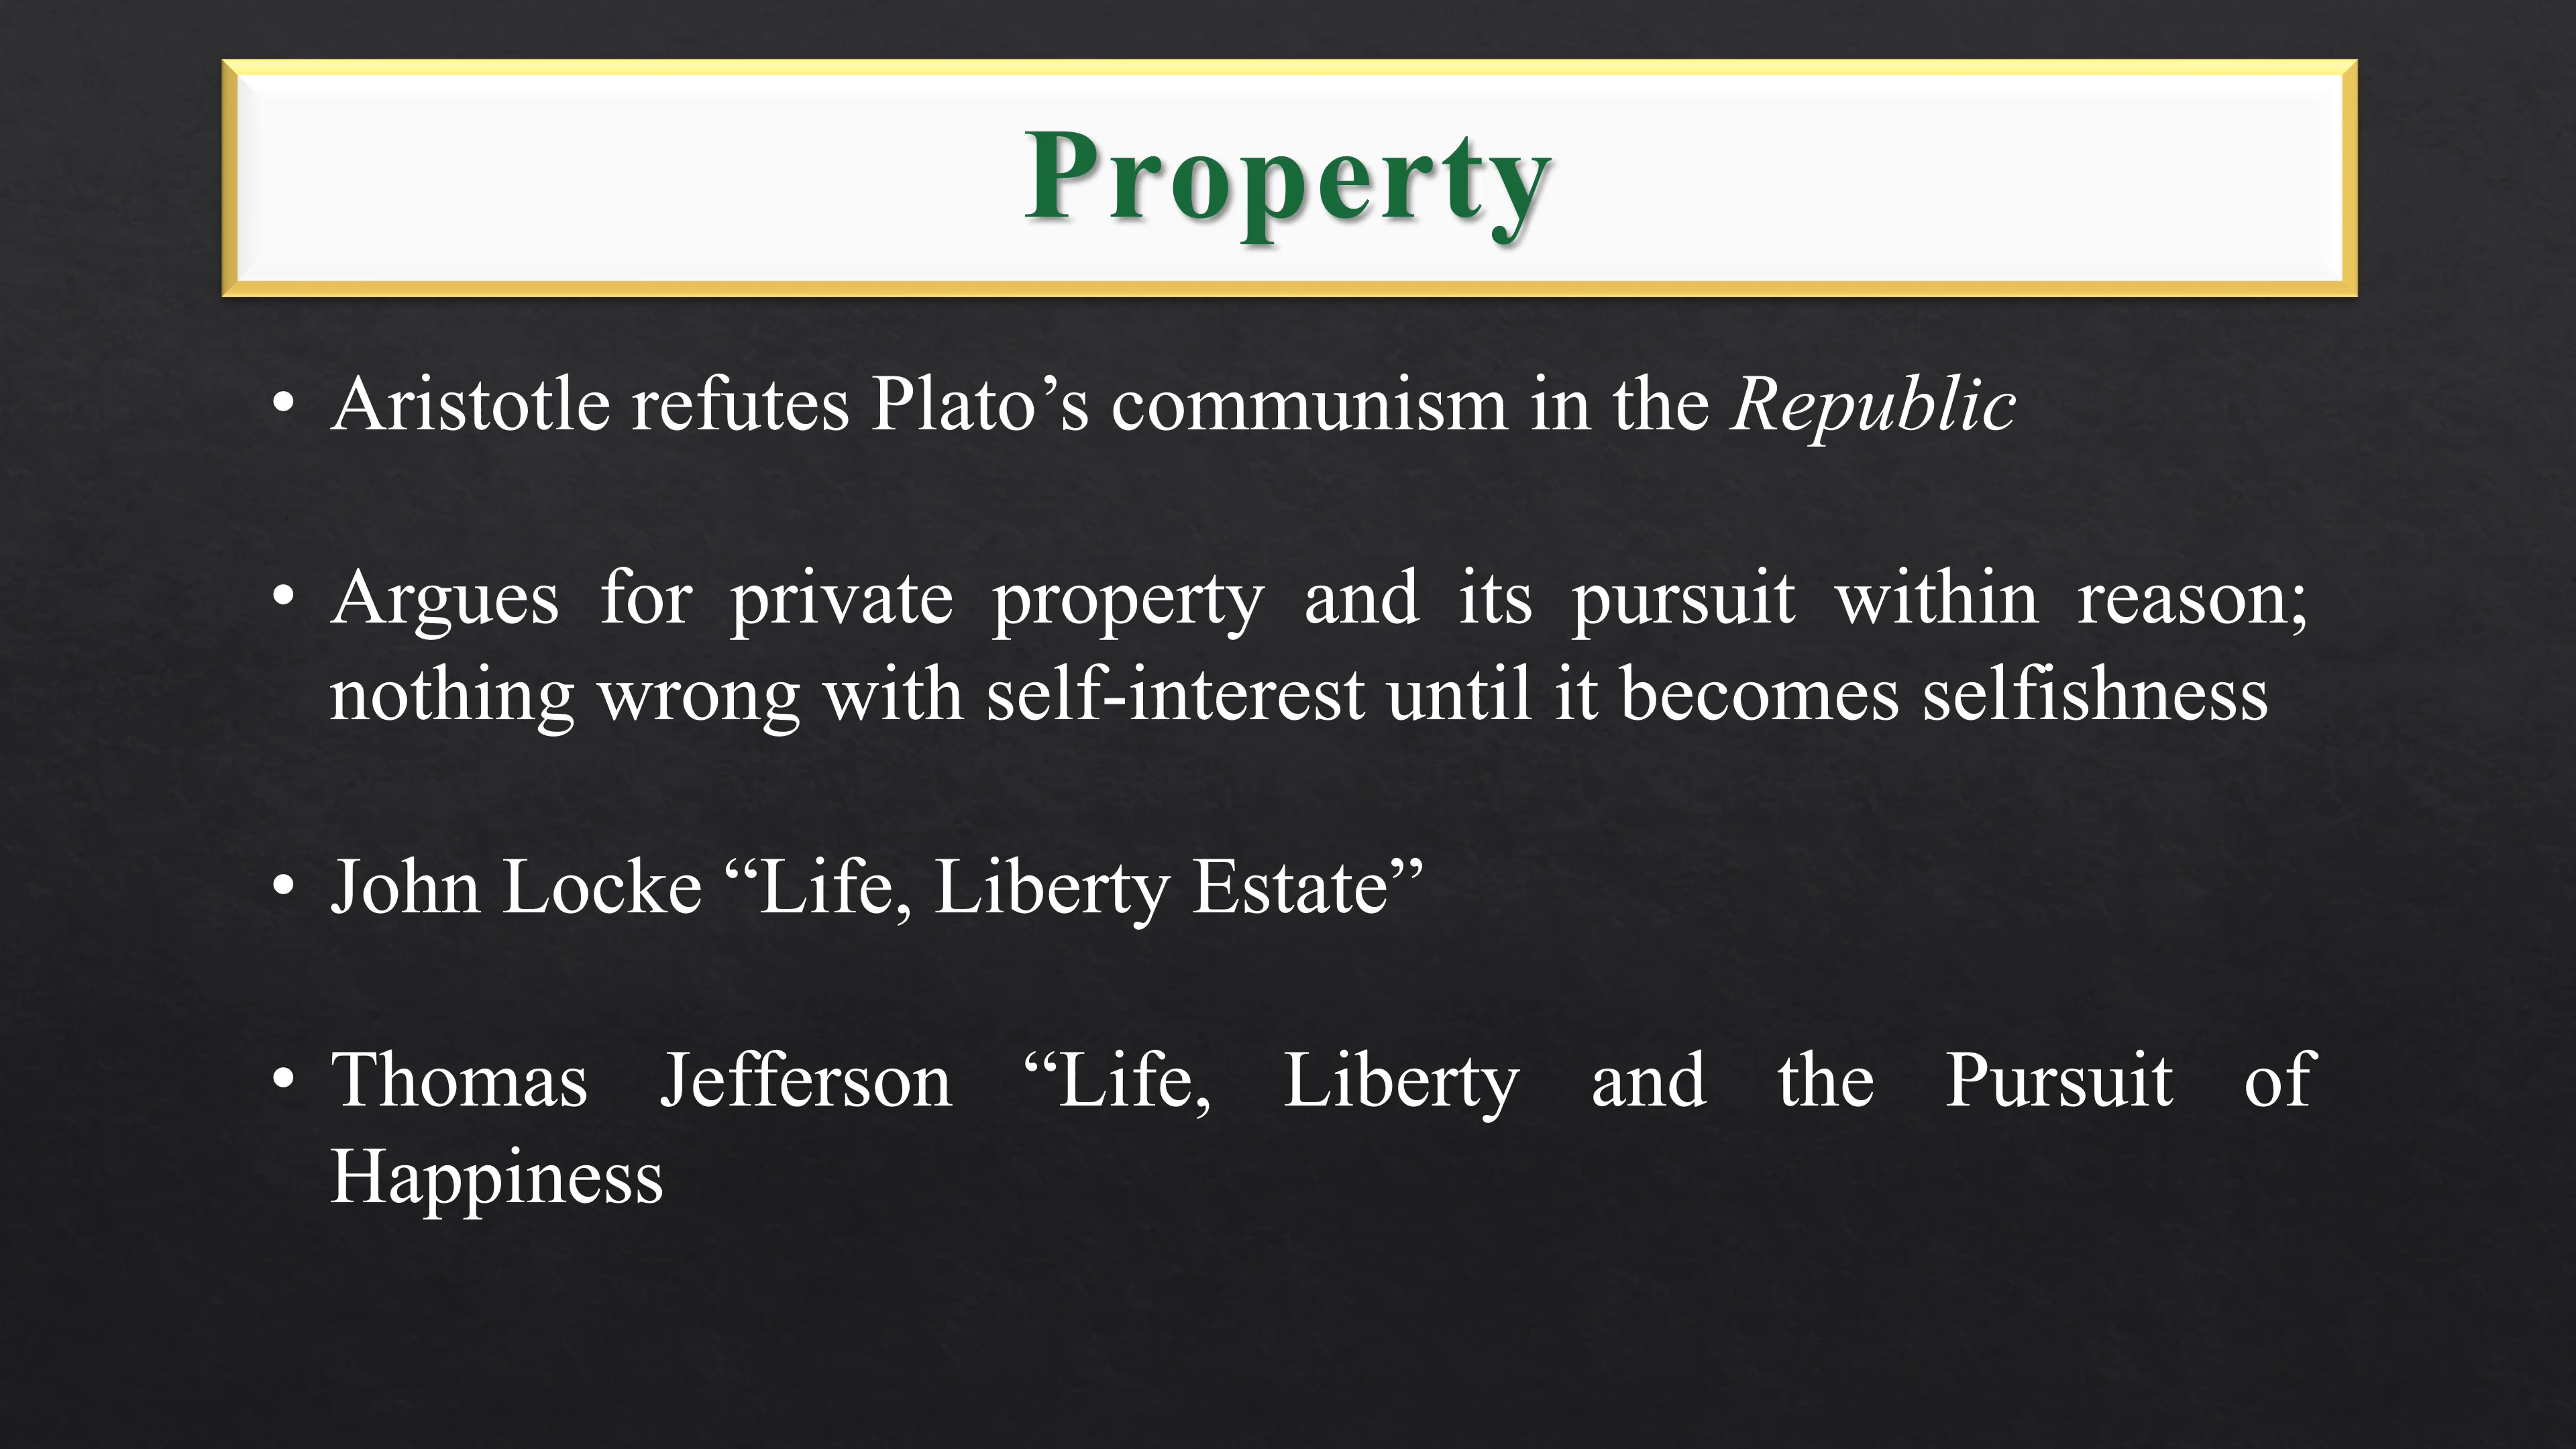 Property
• Aristotle refutes Plato’s communism in the Republic
• Argues for private property and its pursuit within reason;
nothing wrong with self-interest until it becomes selfishness
• John Locke “Life, Liberty Estate”
• Thomas Jefferson “Life, Liberty and the Pursuit of
Happiness